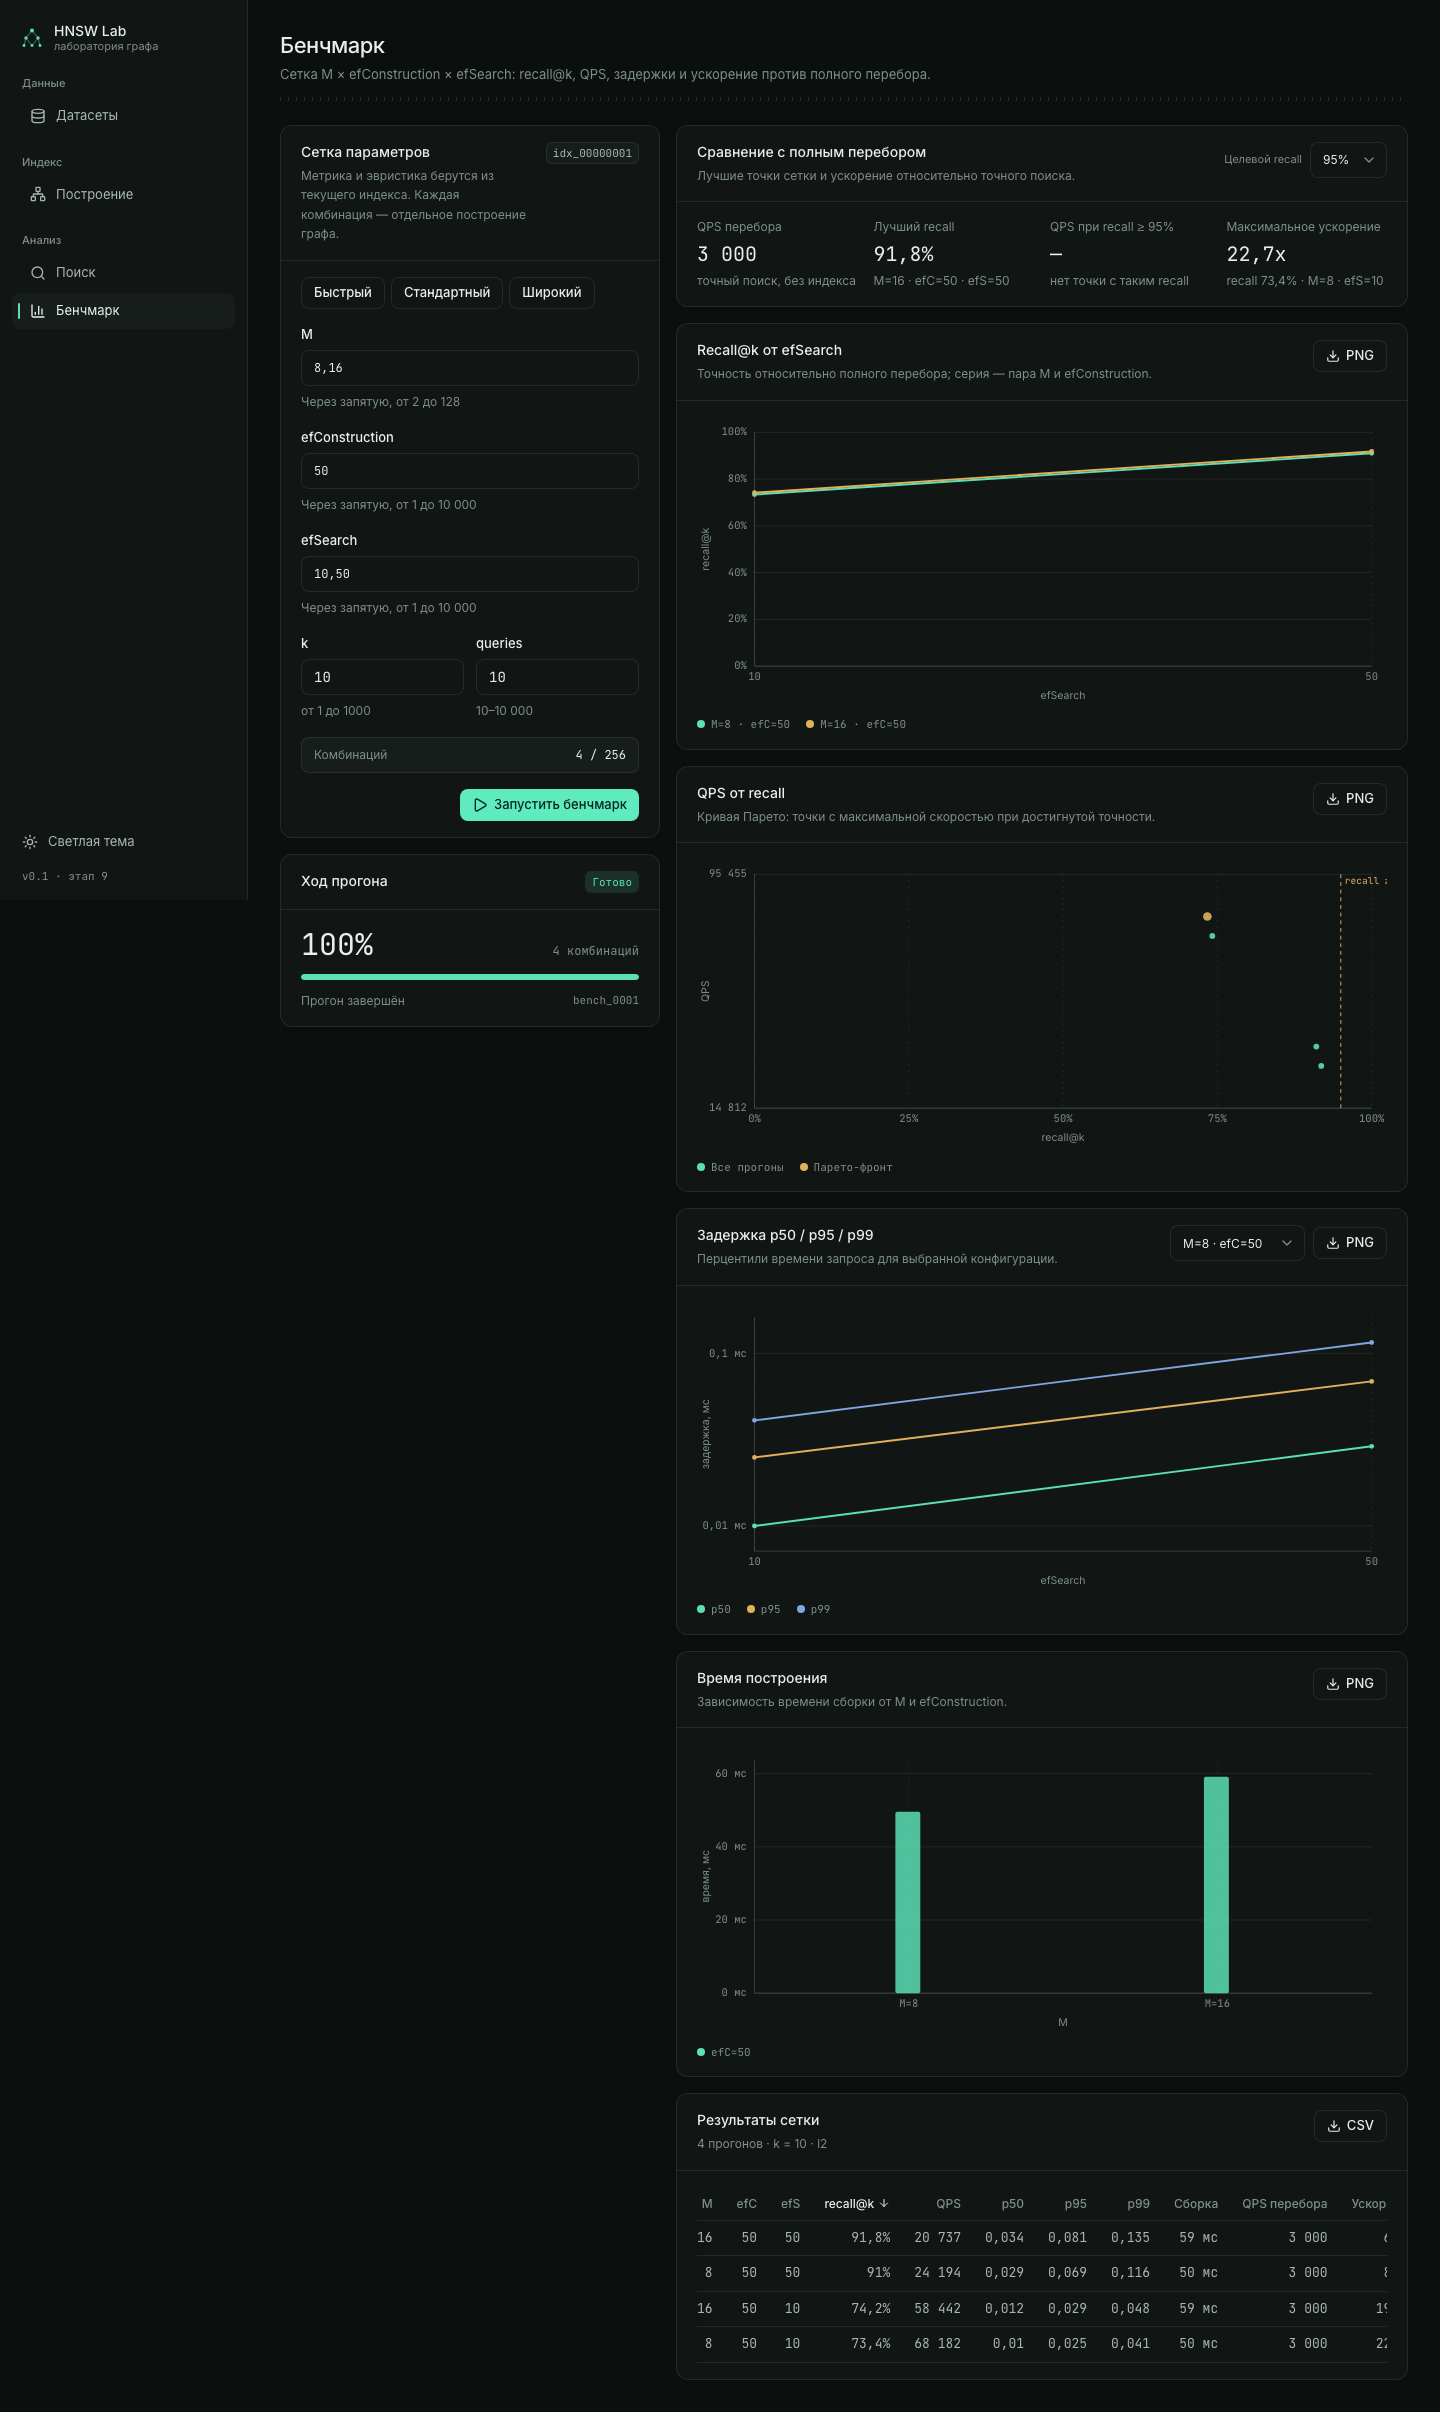 HNSW Lab
лаборатория графа
Данные
Датасеты
Индекс
Построение
Анализ
Поиск
Бенчмарк
Светлая тема
v0.1 · этап 9
Бенчмарк
Сетка M × efConstruction × efSearch: recall@k, QPS, задержки и ускорение против полного перебора.
Сетка параметров
idx_00000001
Метрика и эвристика берутся из
текущего индекса. Каждая
комбинация — отдельное построение
графа.
Быстрый Стандартный Широкий
M
8,16
Через запятую, от 2 до 128
efConstruction
50
Через запятую, от 1 до 10 000
efSearch
10,50
Через запятую, от 1 до 10 000
k queries
10 10
от 1 до 1000 10–10 000
Комбинаций 4 / 256
Запустить бенчмарк
Ход прогона Готово
100% 4 комбинаций
Прогон завершён bench_0001
Сравнение с полным перебором
Лучшие точки сетки и ускорение относительно точного поиска.
Целевой recall 95%
QPS перебора Лучший recall QPS при recall ≥ 95% Максимальное ускорение
3 000 91,8% — 22,7x
точный поиск, без индекса M=16 · efC=50 · efS=50 нет точки с таким recall recall 73,4% · M=8 · efS=10
Recall@k от efSearch
PNG
Точность относительно полного перебора; серия — пара M и efConstruction.
100%
80%
60%
40%
20%
0%
recall@k
10 50
efSearch
M=8 · efC=50 M=16 · efC=50
QPS от recall
PNG
Кривая Парето: точки с максимальной скоростью при достигнутой точности.
95 455
recall
QPS
14 812
0% 25% 50% 75% 100%
recall@k
Все прогоны Парето-фронт
Задержка p50 / p95 / p99
M=8 · efC=50 PNG
Перцентили времени запроса для выбранной конфигурации.
0,1 мс
задержка, мс
0,01 мс
10 50
efSearch
p50 p95 p99
Время построения
PNG
Зависимость времени сборки от M и efConstruction.
60 мс
40 мс
время, мс
20 мс
0 мс
M=8 M=16
M
efC=50
Результаты сетки
CSV
4 прогонов · k = 10 · l2
M efC efS recall@k ↓ QPS p50 p95 p99 Сборка QPS перебора Ускор
16 50 50 91,8% 20 737 0,034 0,081 0,135 59 мс 3 000
8 50 50 91% 24 194 0,029 0,069 0,116 50 мс 3 000
16 50 10 74,2% 58 442 0,012 0,029 0,048 59 мс 3 000
8 50 10 73,4% 68 182 0,01 0,025 0,041 50 мс 3 000